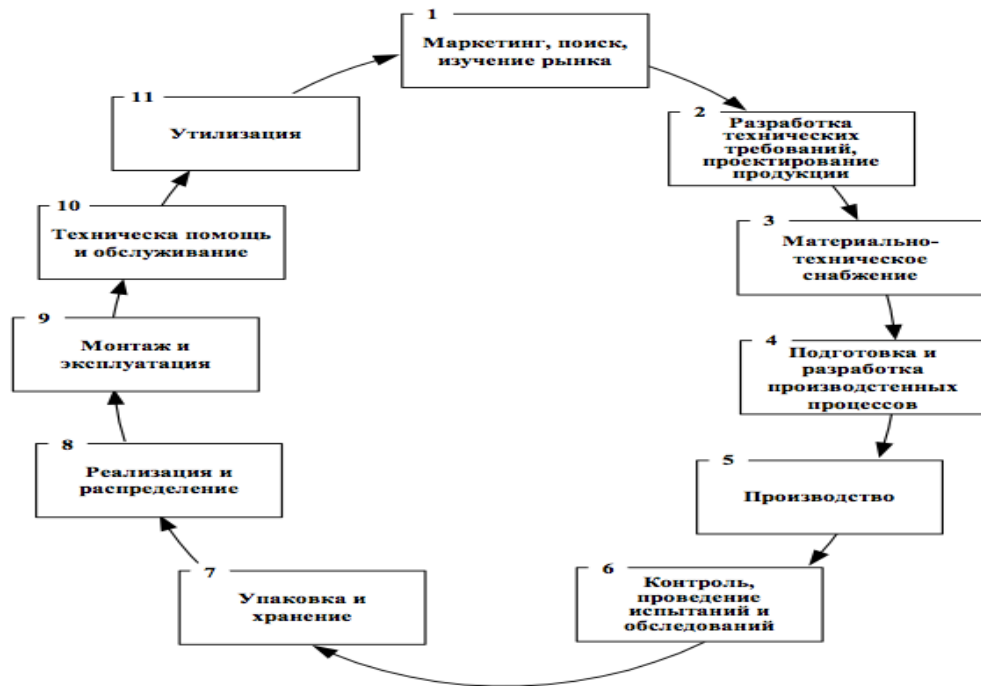 1
Маркетинг, поиск,
изучение рынка
2
Разработка
технических
требований,
проектирование
продукции
3
Материально-
техническое
снабжение
4
Подготовка и
разработка
производстенных
процессов
5
Производство
6
Контроль,
проведение
испытаний и
обследований
7
Упаковка и
хранение
8
Реализация и
распределение
9
Монтаж и
эксплуатация
10
Техническа помощь
и обслуживание
11
Утилизация